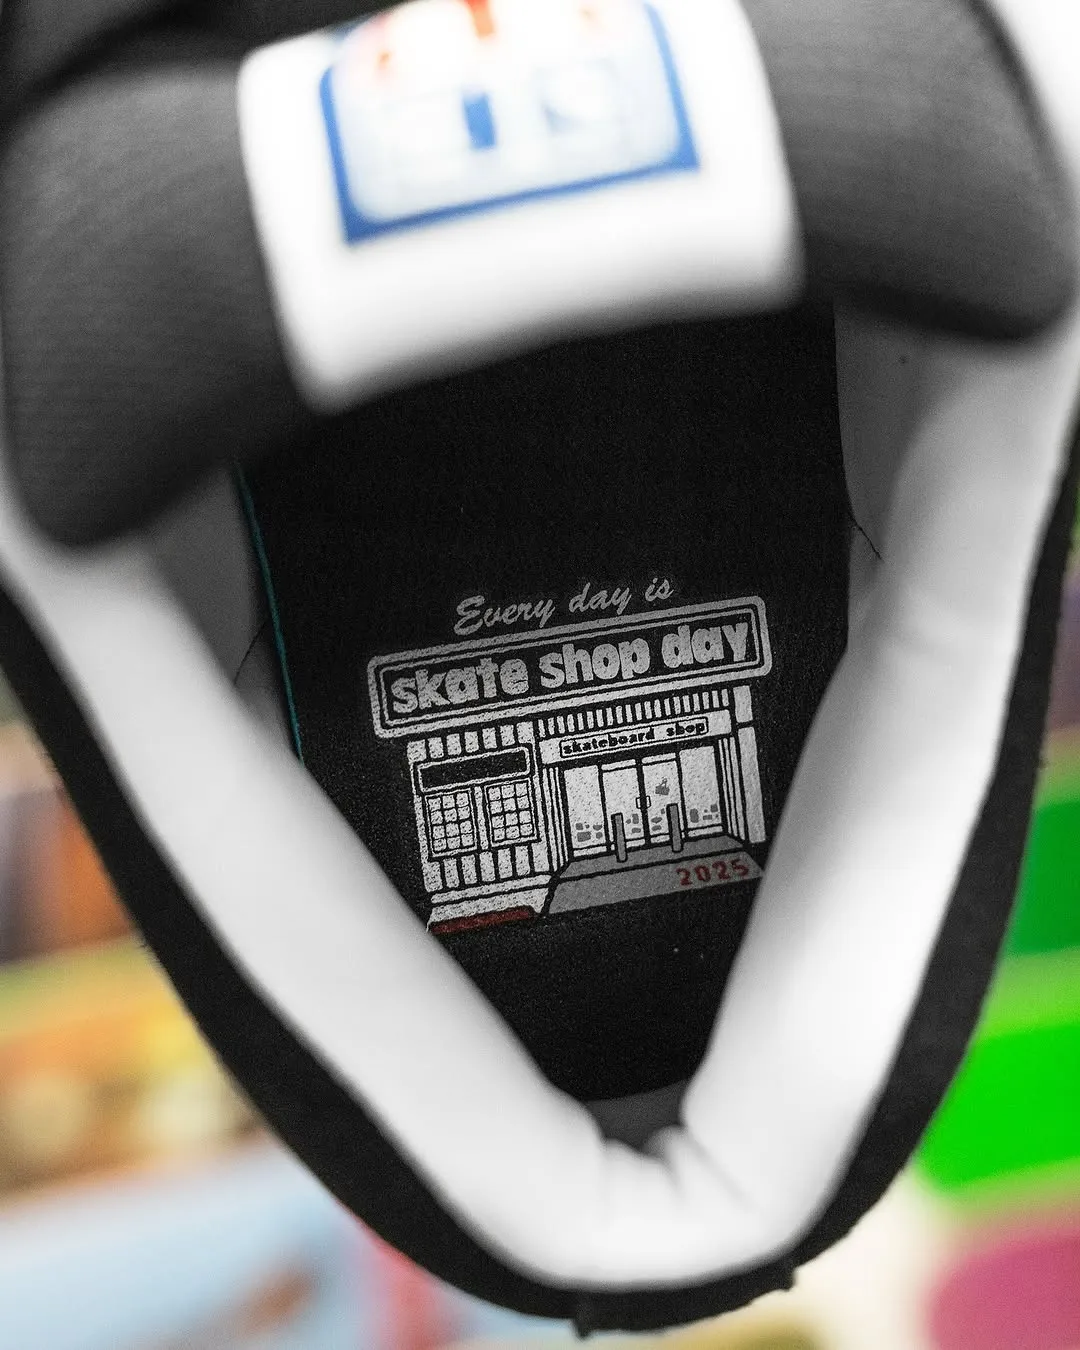 Every day is
skate shop day
skateboard shop
2025